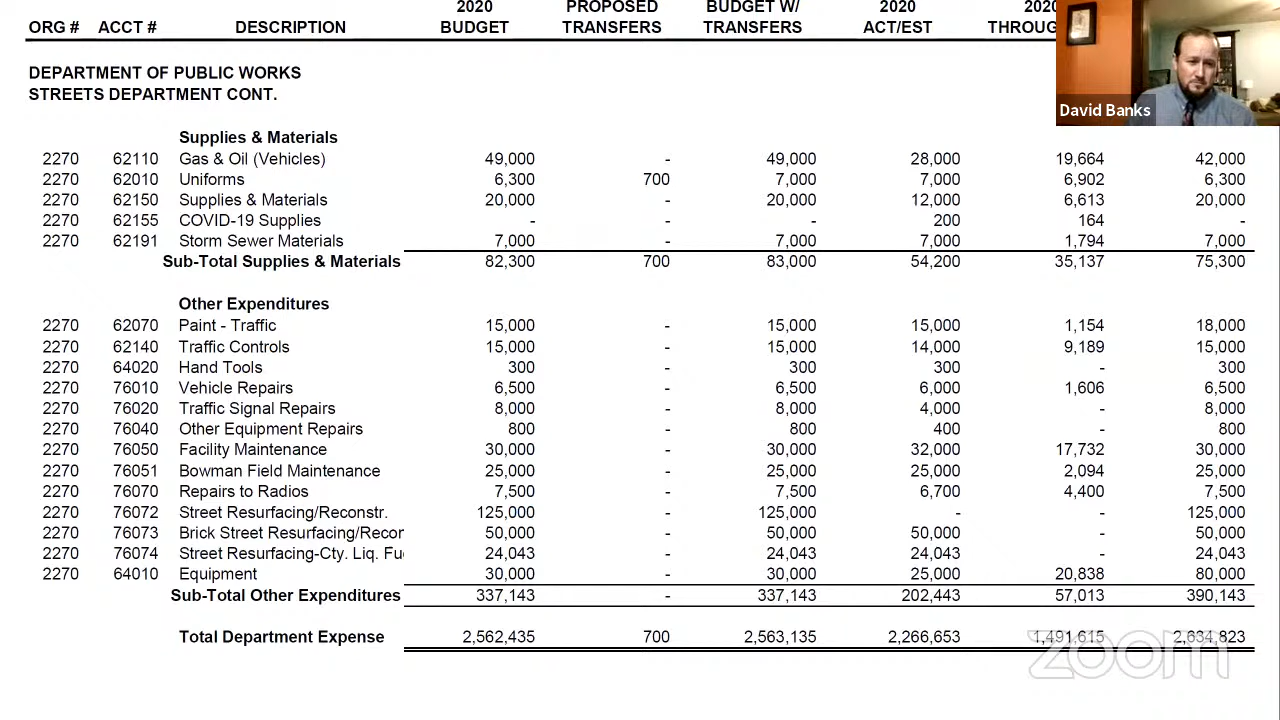 2020 PROPOSED BUDGET W/ 2020 2020
ORG # ACCT # DESCRIPTION BUDGET TRANSFERS TRANSFERS ACT/EST
DEPARTMENT OF PUBLIC WORKS
STREETS DEPARTMENT CONT.
David Banks
Supplies & Materials
2270 62110 Gas & Oil (Vehicles) 49,000 - 49,000 28,000 19,664 42,000
2270 62010 Uniforms 6,300 700 7,000 7,000 6,902 6,300
2270 62150 Supplies & Materials 20,000 - 20,000 12,000 6,613 20,000
2270 62155 COVID-19 Supplies - - - 200 164 -
2270 62191 Storm Sewer Materials 7,000 - 7,000 7,000 1,794 7,000
Sub-Total Supplies & Materials 82,300 700 83,000 54,200 35,137 75,300
Other Expenditures
2270 62070 Paint - Traffic 15,000 - 15,000 15,000 1,154 18,000
2270 62140 Traffic Controls 15,000 - 15,000 14,000 9,189 15,000
2270 64020 Hand Tools 300 - 300 300 - 300
2270 76010 Vehicle Repairs 6,500 - 6,500 6,000 1,606 6,500
2270 76020 Traffic Signal Repairs 8,000 - 8,000 4,000 - 8,000
2270 76040 Other Equipment Repairs 800 - 800 400 - 800
2270 76050 Facility Maintenance 30,000 - 30,000 32,000 17,732 30,000
2270 76051 Bowman Field Maintenance 25,000 - 25,000 25,000 2,094 25,000
2270 76070 Repairs to Radios 7,500 - 7,500 6,700 4,400 7,500
2270 76072 Street Resurfacing/Reconstr. 125,000 - 125,000 - - 125,000
2270 76073 Brick Street Resurfacing/Recor 50,000 - 50,000 50,000 - 50,000
2270 76074 Street Resurfacing-Cty. Liq. Fu 24,043 - 24,043 24,043 - 24,043
2270 64010 Equipment 30,000 - 30,000 25,000 20,838 80,000
Sub-Total Other Expenditures 337,143 - 337,143 202,443 57,013 390,143
Total Department Expense 2,562,435 700 2,563,135 2,266,653 1,491,615 2,634,823
zoom